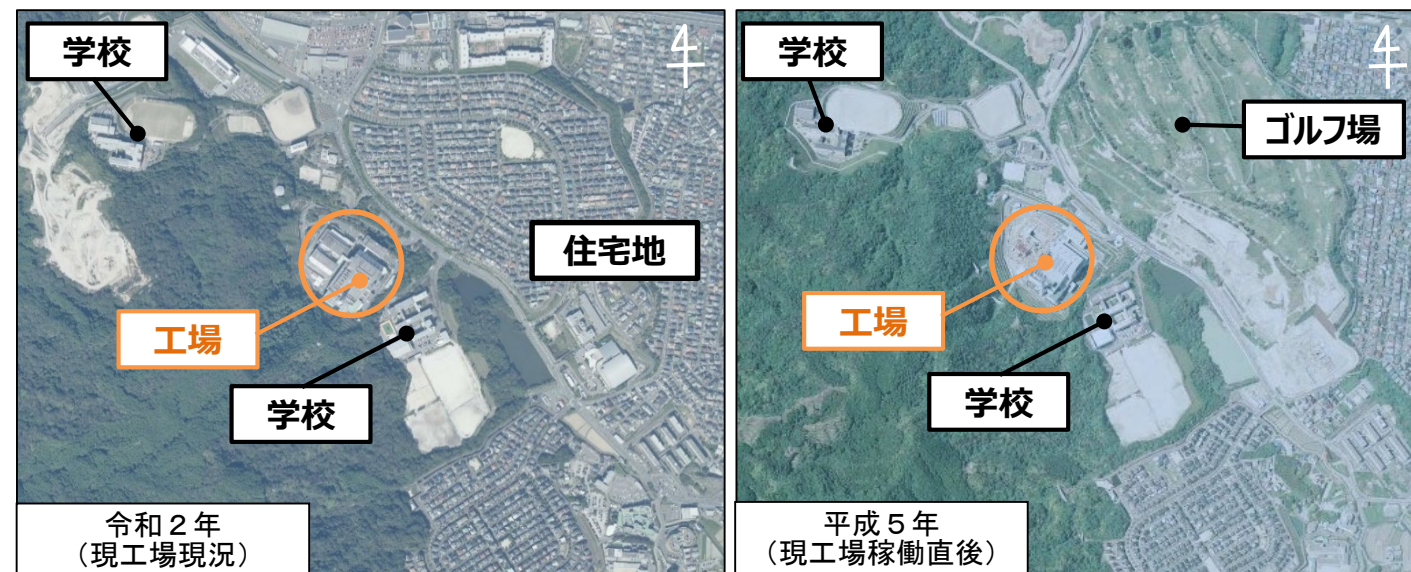 学校
住宅地
工場
学校
令和２年
（現工場現況）
学校
ゴルフ場
工場
学校
平成５年
（現工場稼働直後）